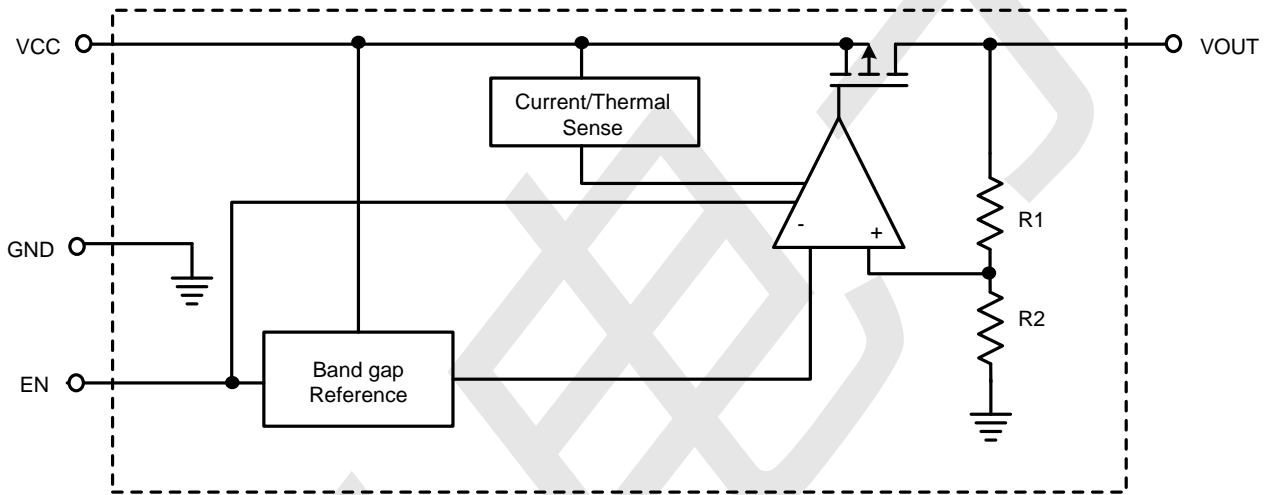 VCC
VOUT
Current/Thermal
Sense
-
+
R1
GND
R2
EN
Band gap
Reference